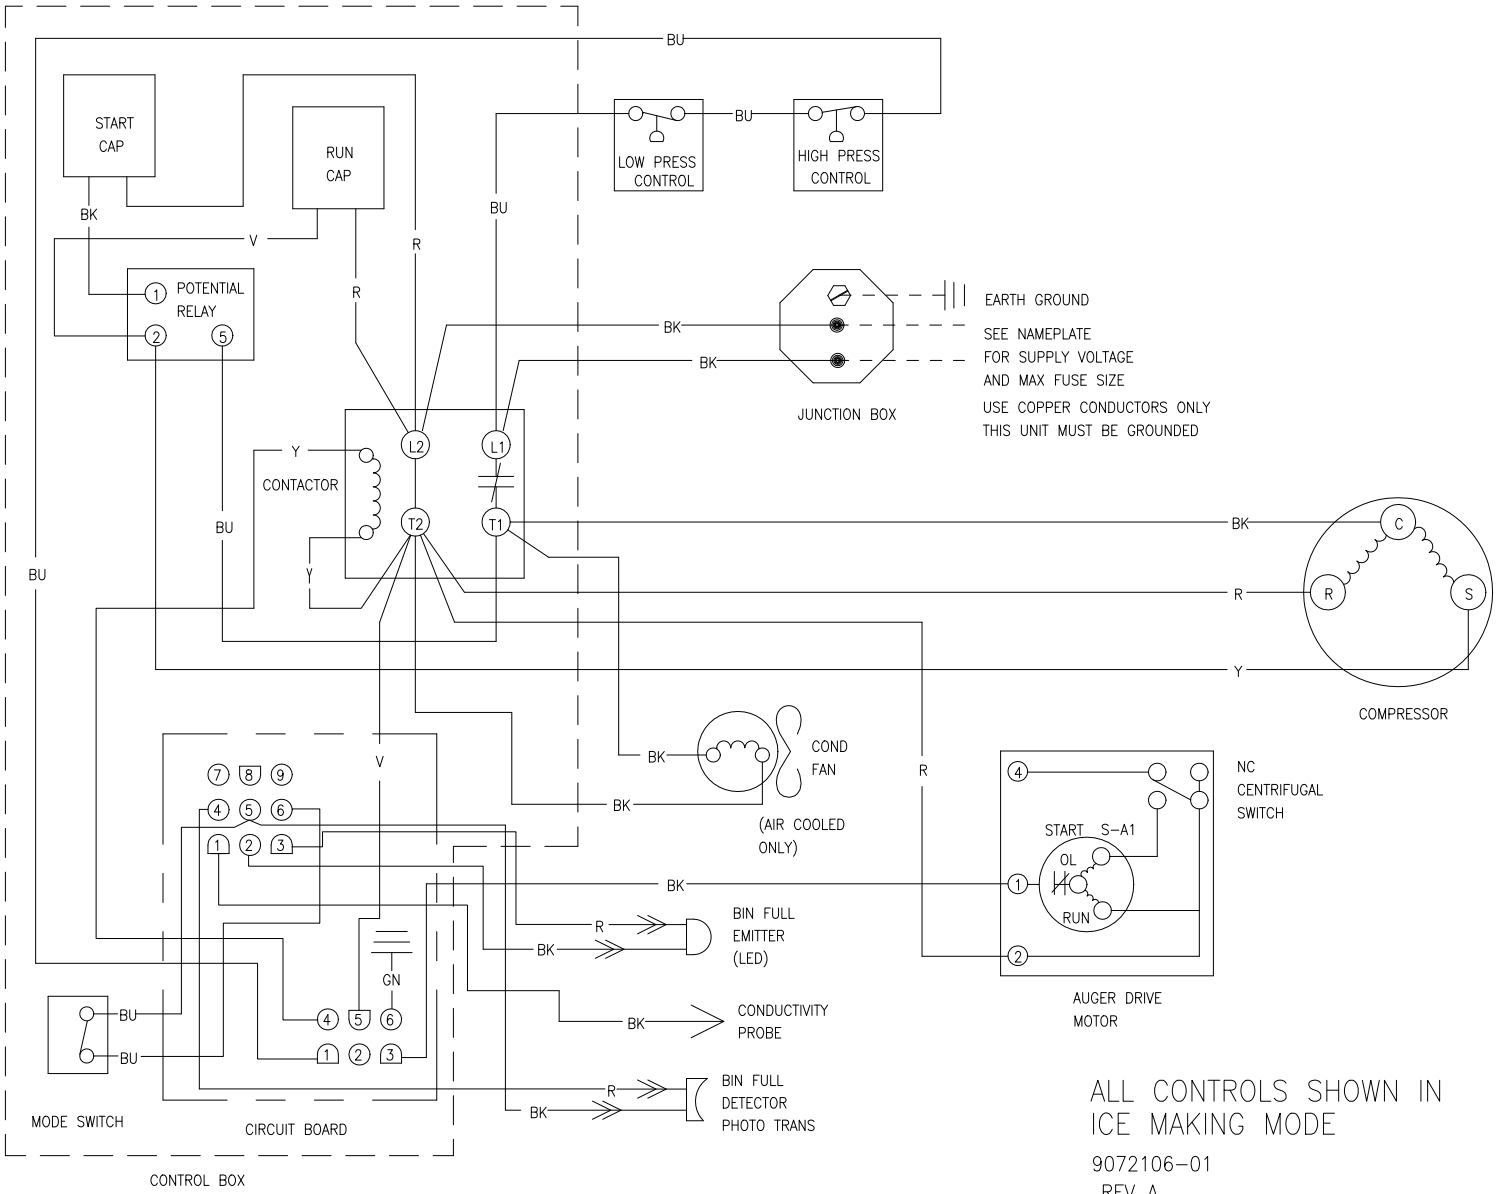 BU
START
CAP
RUN
CAP
BU
LOW PRESS
CONTROL
HIGH PRESS
CONTROL
BK
BU
V
R
R
1
POTENTIAL
RELAY
2
5
EARTH GROUND
BK
SEE NAMEPLATE
FOR SUPPLY VOLTAGE
AND MAX FUSE SIZE
BK
USE COPPER CONDUCTORS ONLY
THIS UNIT MUST BE GROUNDED
JUNCTION BOX
Y
L2
L1
CONTACTOR
BU
T2
T1
BK
C
BU
Y
R
R
S
Y
COMPRESSOR
V
BK
COND
FAN
R
BK
(AIR COOLED
ONLY)
7
8
9
4
5
6
1
2
3
4
NC
CENTRIFUGAL
SWITCH
START
S-A1
OL
BK
1
RUN
R
BIN FULL
EMITTER
(LED)
BK
2
GN
AUGER DRIVE
MOTOR
BU
BU
4
5
6
1
2
3
BK
CONDUCTIVITY
PROBE
R
BK
BIN FULL
DETECTOR
PHOTO TRANS
MODE SWITCH
CIRCUIT BOARD
CONTROL BOX
ALL CONTROLS SHOWN IN
ICE MAKING MODE
9072106-01
REV A